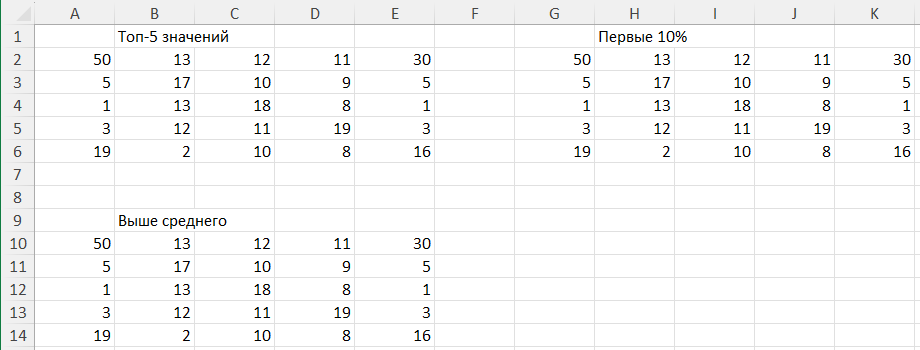 A B C D E F G H I J K
1 Топ-5 значений Первые 10%
2 50 13 12 11 30 50 13 12 11 30
3 5 17 10 9 5 5 17 10 9 5
4 1 13 18 8 1 1 13 18 8 1
5 3 12 11 19 3 3 12 11 19 3
6 19 2 10 8 16 19 2 10 8 16
7
8
9 Выше среднего
10 50 13 12 11 30
11 5 17 10 9 5
12 1 13 18 8 1
13 3 12 11 19 3
14 19 2 10 8 16